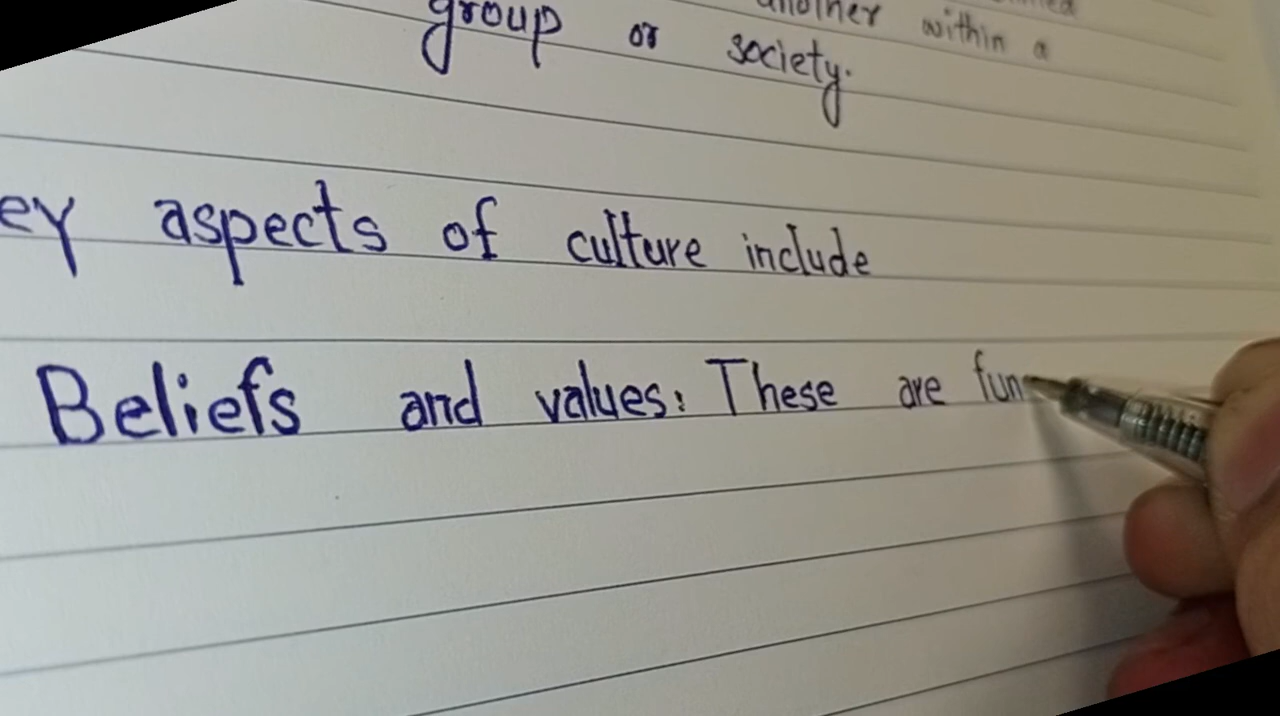 another within a
group or society.
ey aspects of culture include
Beliefs and values: These are fun